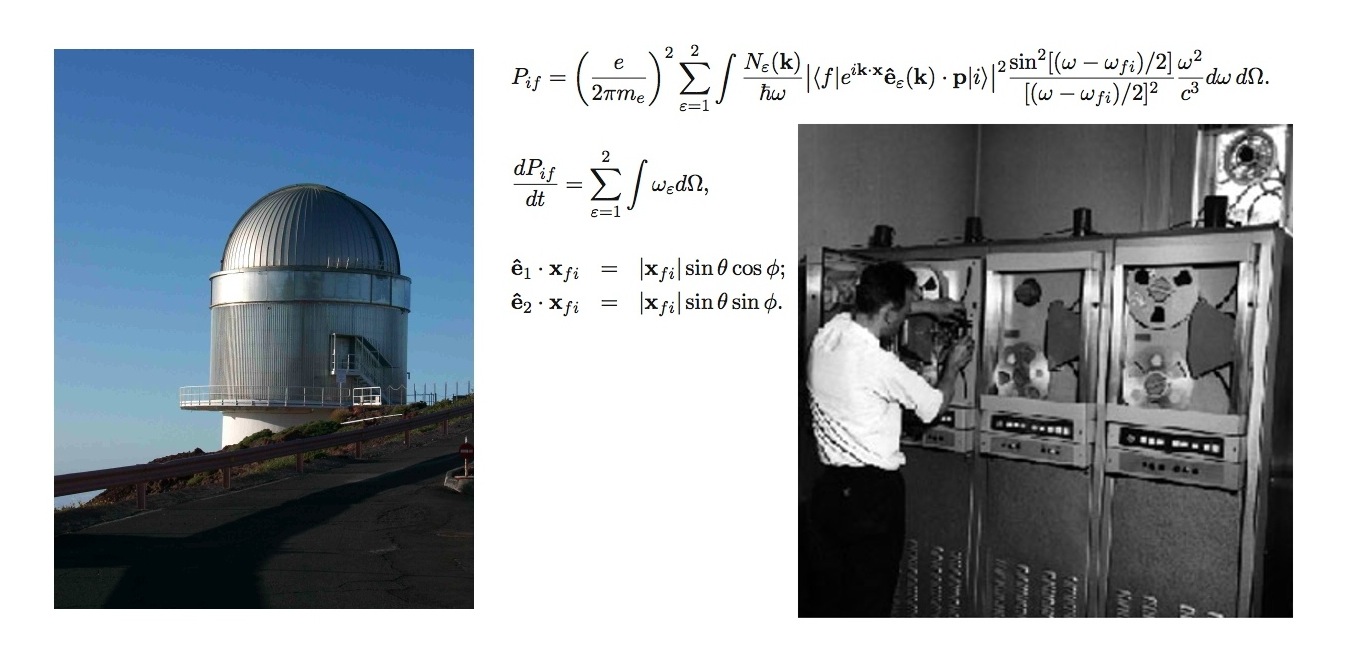 $P_{if} = \left(\frac{e}{2\pi m_e}\right)^2 \sum_{\varepsilon=1}^{2} \int \frac{N_\varepsilon(\mathbf{k})}{\hbar\omega} \left|\langle f|e^{i\mathbf{k}\cdot\mathbf{x}}\hat{\mathbf{e}}_\varepsilon(\mathbf{k})\cdot\mathbf{p}|i\rangle\right|^2 \frac{\sin^2[(\omega-\omega_{fi})/2]}{[(\omega-\omega_{fi})/2]^2} \frac{\omega^2}{c^3} d\omega\, d\Omega.$
$\frac{dP_{if}}{dt} = \sum_{\varepsilon=1}^{2} \int \omega_\varepsilon d\Omega,$
$\hat{\mathbf{e}}_1 \cdot \mathbf{x}_{fi} = |\mathbf{x}_{fi}| \sin\theta \cos\phi;$
$\hat{\mathbf{e}}_2 \cdot \mathbf{x}_{fi} = |\mathbf{x}_{fi}| \sin\theta \sin\phi.$